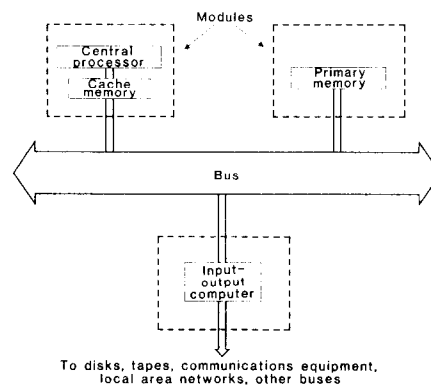 Modules
Central
processor
Cache
memory
Primary
memory
Bus
Input-
output
computer
To disks, tapes, communications equipment,
local area networks, other buses